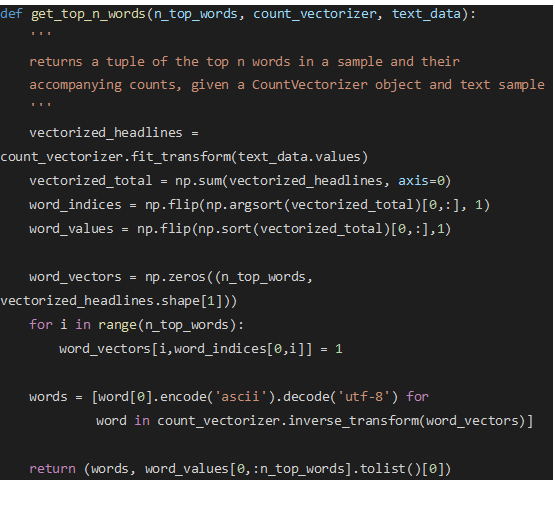 def get_top_n_words(n_top_words, count_vectorizer, text_data):
    '''
    returns a tuple of the top n words in a sample and their
    accompanying counts, given a CountVectorizer object and text sample
    '''
    vectorized_headlines =
count_vectorizer.fit_transform(text_data.values)
    vectorized_total = np.sum(vectorized_headlines, axis=0)
    word_indices = np.flip(np.argsort(vectorized_total)[0,:], 1)
    word_values = np.flip(np.sort(vectorized_total)[0,:],1)

    word_vectors = np.zeros((n_top_words,
vectorized_headlines.shape[1]))
    for i in range(n_top_words):
        word_vectors[i,word_indices[0,i]] = 1

    words = [word[0].encode('ascii').decode('utf-8') for
             word in count_vectorizer.inverse_transform(word_vectors)]

    return (words, word_values[0,:n_top_words].tolist()[0])